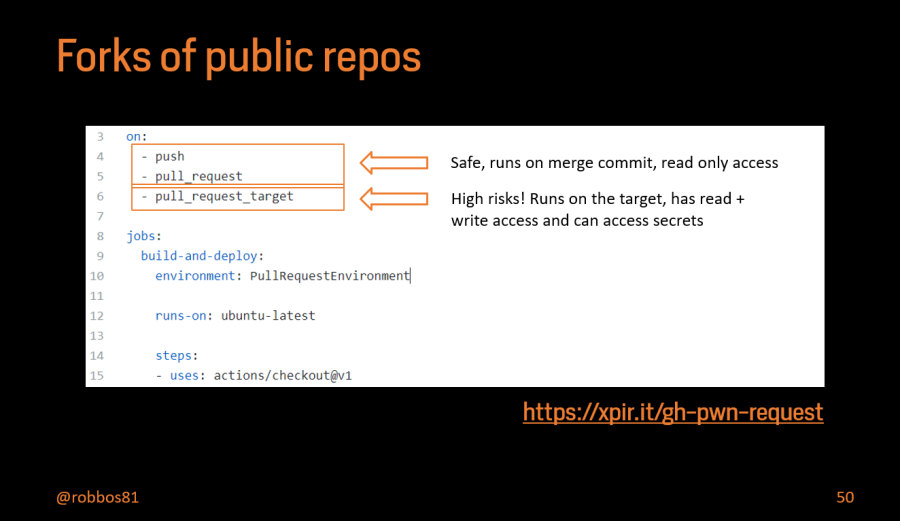 Forks of public repos
3 on:
4 - push
5 - pull_request
6 - pull_request_target
7
8 jobs:
9 build-and-deploy:
10 environment: PullRequestEnvironment
11
12 runs-on: ubuntu-latest
13
14 steps:
15 - uses: actions/checkout@v1
Safe, runs on merge commit, read only access
High risks! Runs on the target, has read +
write access and can access secrets
https://xpir.it/gh-pwn-request
@robbos81
50